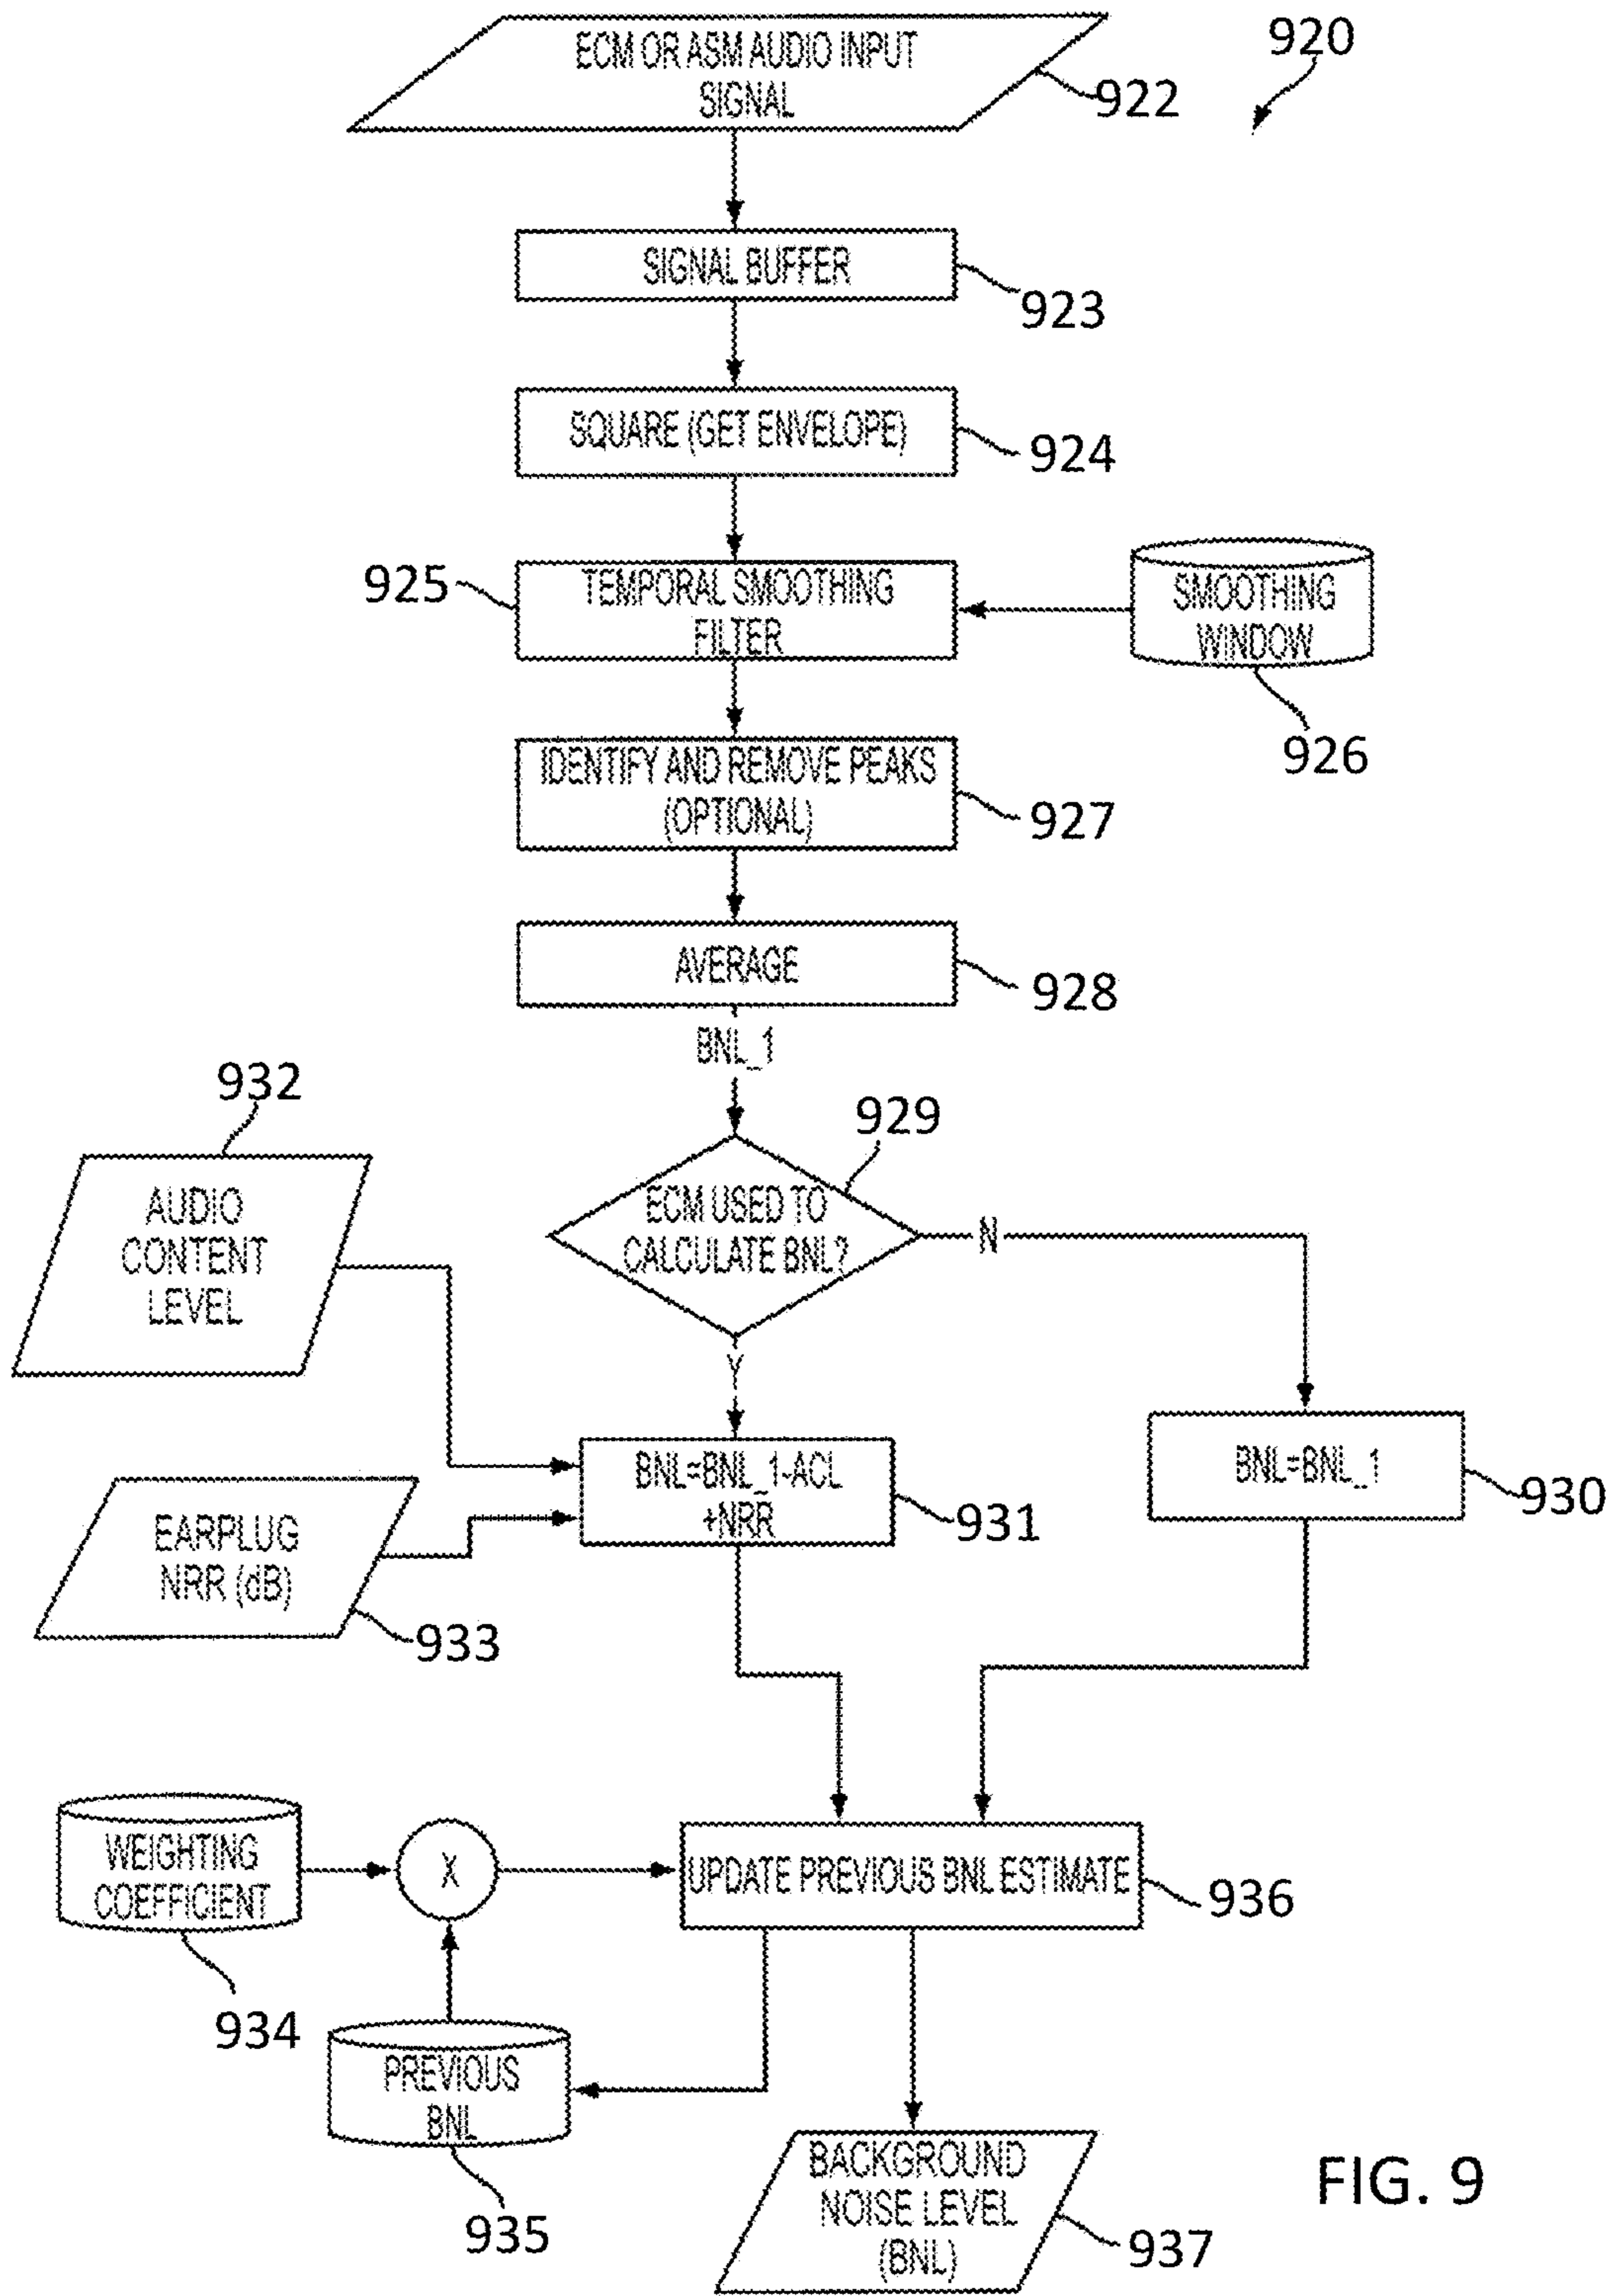 ECM OR ASM AUDIO INPUT
SIGNAL
920
922
SIGNAL BUFFER
923
SQUARE (GET ENVELOPE)
924
925
TEMPORAL SMOOTHING
FILTER
SMOOTHING
WINDOW
926
IDENTIFY AND REMOVE PEAKS
(OPTIONAL)
927
AVERAGE
928
BNL_1
932
929
AUDIO
CONTENT
LEVEL
ECM USED TO
CALCULATE BNL?
N
Y
BNL=BNL_1-ACL
+NRR
931
BNL=BNL_1
930
EARPLUG
NRR (dB)
933
WEIGHTING
COEFFICIENT
934
X
UPDATE PREVIOUS BNL ESTIMATE
936
PREVIOUS
BNL
935
BACKGROUND
NOISE LEVEL
(BNL)
937
FIG. 9